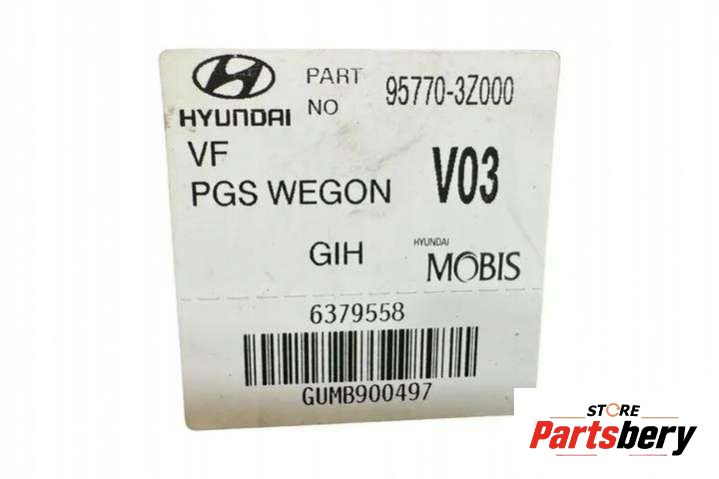 HYUNDAI
PART NO 95770-3Z000
VF
PGS WEGON V03
GIH
HYUNDAI MOBIS
6379558
GUMB900497
STORE
Partsbery